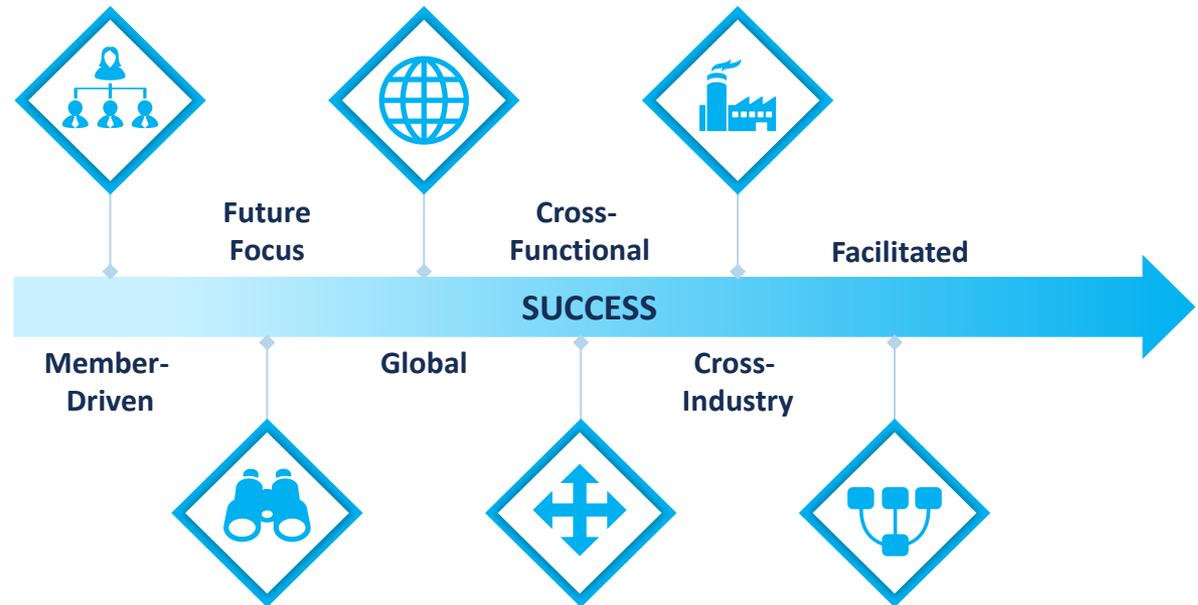 Future
Focus
Cross-
Functional
Facilitated
SUCCESS
Member-
Driven
Global
Cross-
Industry